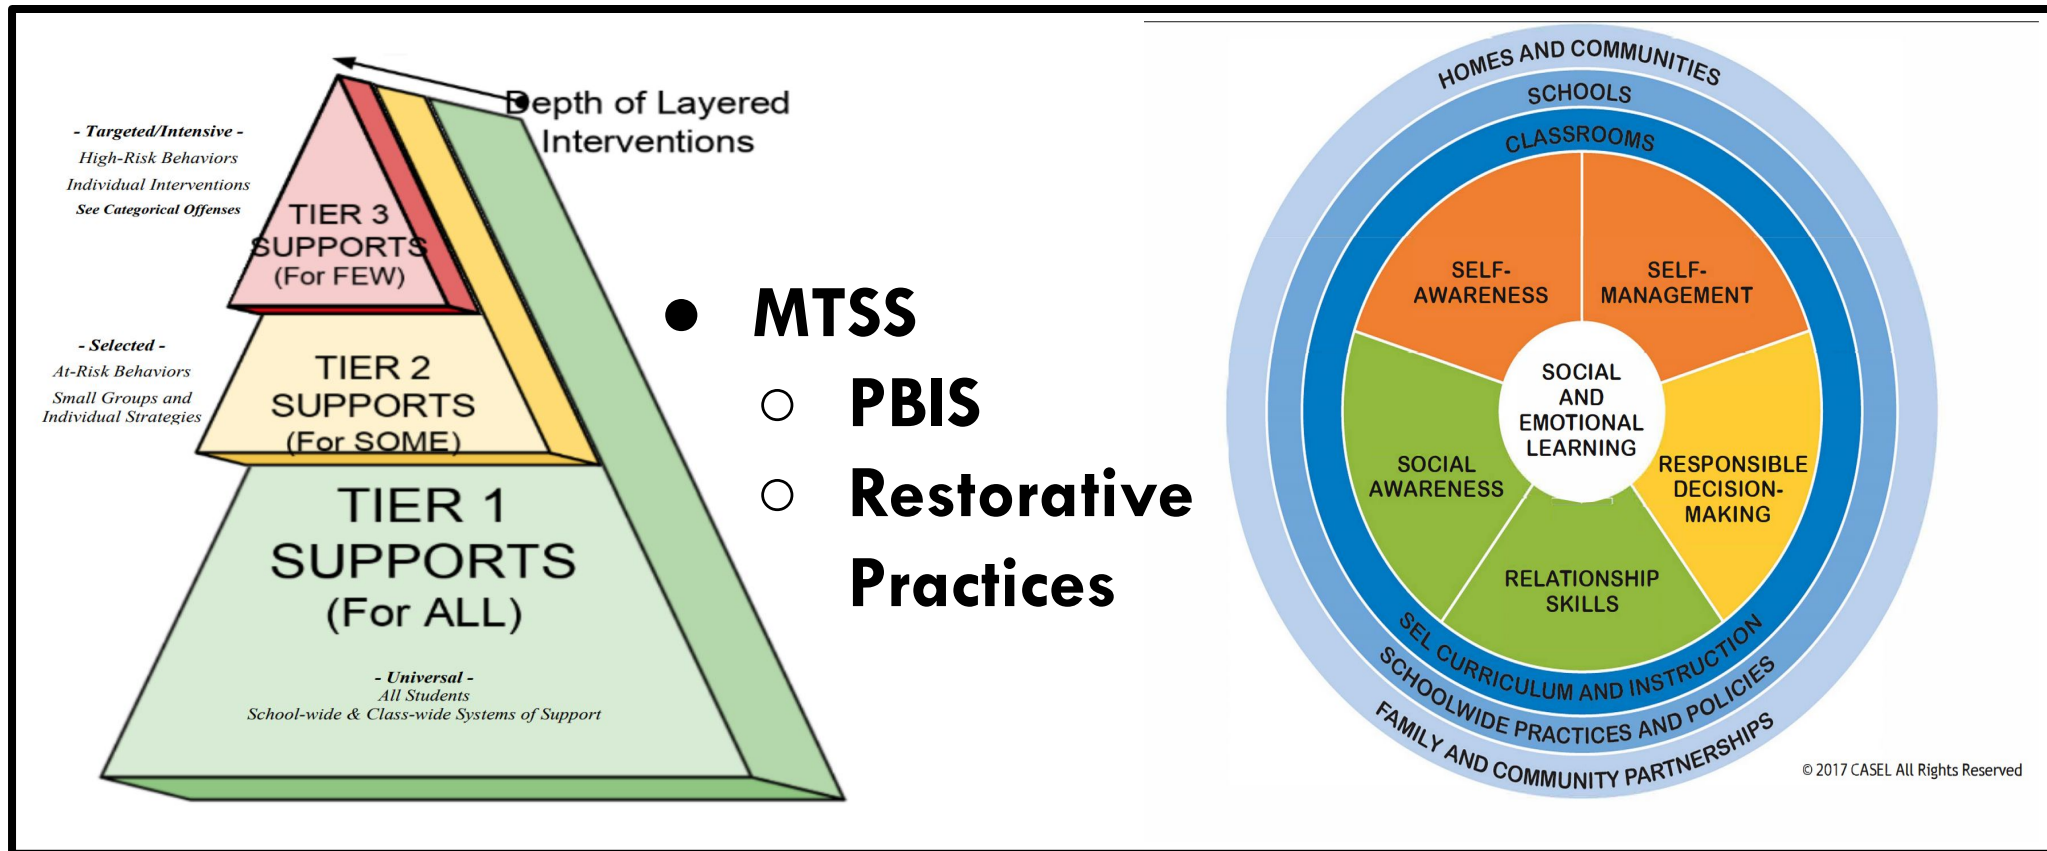 Depth of Layered
Interventions
- Targeted/Intensive -
High-Risk Behaviors
Individual Interventions
See Categorical Offenses
TIER 3
SUPPORTS
(For FEW)
- Selected -
At-Risk Behaviors
Small Groups and
Individual Strategies
TIER 2
SUPPORTS
(For SOME)
TIER 1
SUPPORTS
(For ALL)
- Universal -
All Students
School-wide & Class-wide Systems of Support
● MTSS
○ PBIS
○ Restorative
Practices
HOMES AND COMMUNITIES
SCHOOLS
CLASSROOMS
SELF-
AWARENESS
SELF-
MANAGEMENT
SOCIAL
AND
EMOTIONAL
LEARNING
SOCIAL
AWARENESS
RESPONSIBLE
DECISION-
MAKING
RELATIONSHIP
SKILLS
SEL CURRICULUM AND INSTRUCTION
SCHOOLWIDE PRACTICES AND POLICIES
FAMILY AND COMMUNITY PARTNERSHIPS
© 2017 CASEL All Rights Reserved